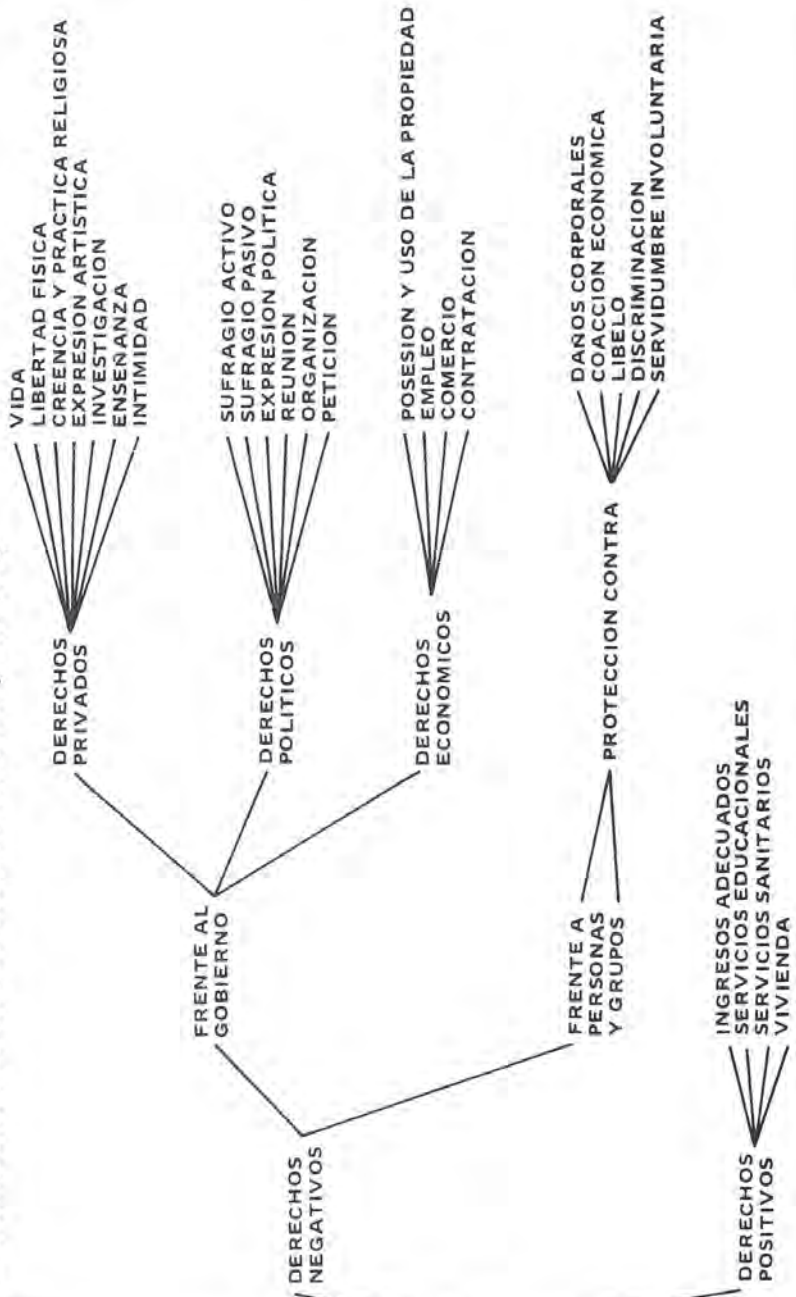 VIDA
LIBERTAD FISICA
CREENCIA Y PRACTICA RELIGIOSA
EXPRESION ARTISTICA
INVESTIGACION
ENSEÑANZA
INTIMIDAD
DERECHOS
PRIVADOS
SUFRAGIO ACTIVO
SUFRAGIO PASIVO
EXPRESION POLITICA
REUNION
ORGANIZACION
PETICION
DERECHOS
POLITICOS
POSESION Y USO DE LA PROPIEDAD
EMPLEO
COMERCIO
CONTRATACION
DERECHOS
ECONOMICOS
FRENTE AL
GOBIERNO
DAÑOS CORPORALES
COACCION ECONOMICA
LIBELO
DISCRIMINACION
SERVIDUMBRE INVOLUNTARIA
PROTECCION CONTRA
FRENTE A
PERSONAS
Y GRUPOS
DERECHOS
NEGATIVOS
INGRESOS ADECUADOS
SERVICIOS EDUCACIONALES
SERVICIOS SANITARIOS
VIVIENDA
DERECHOS
POSITIVOS